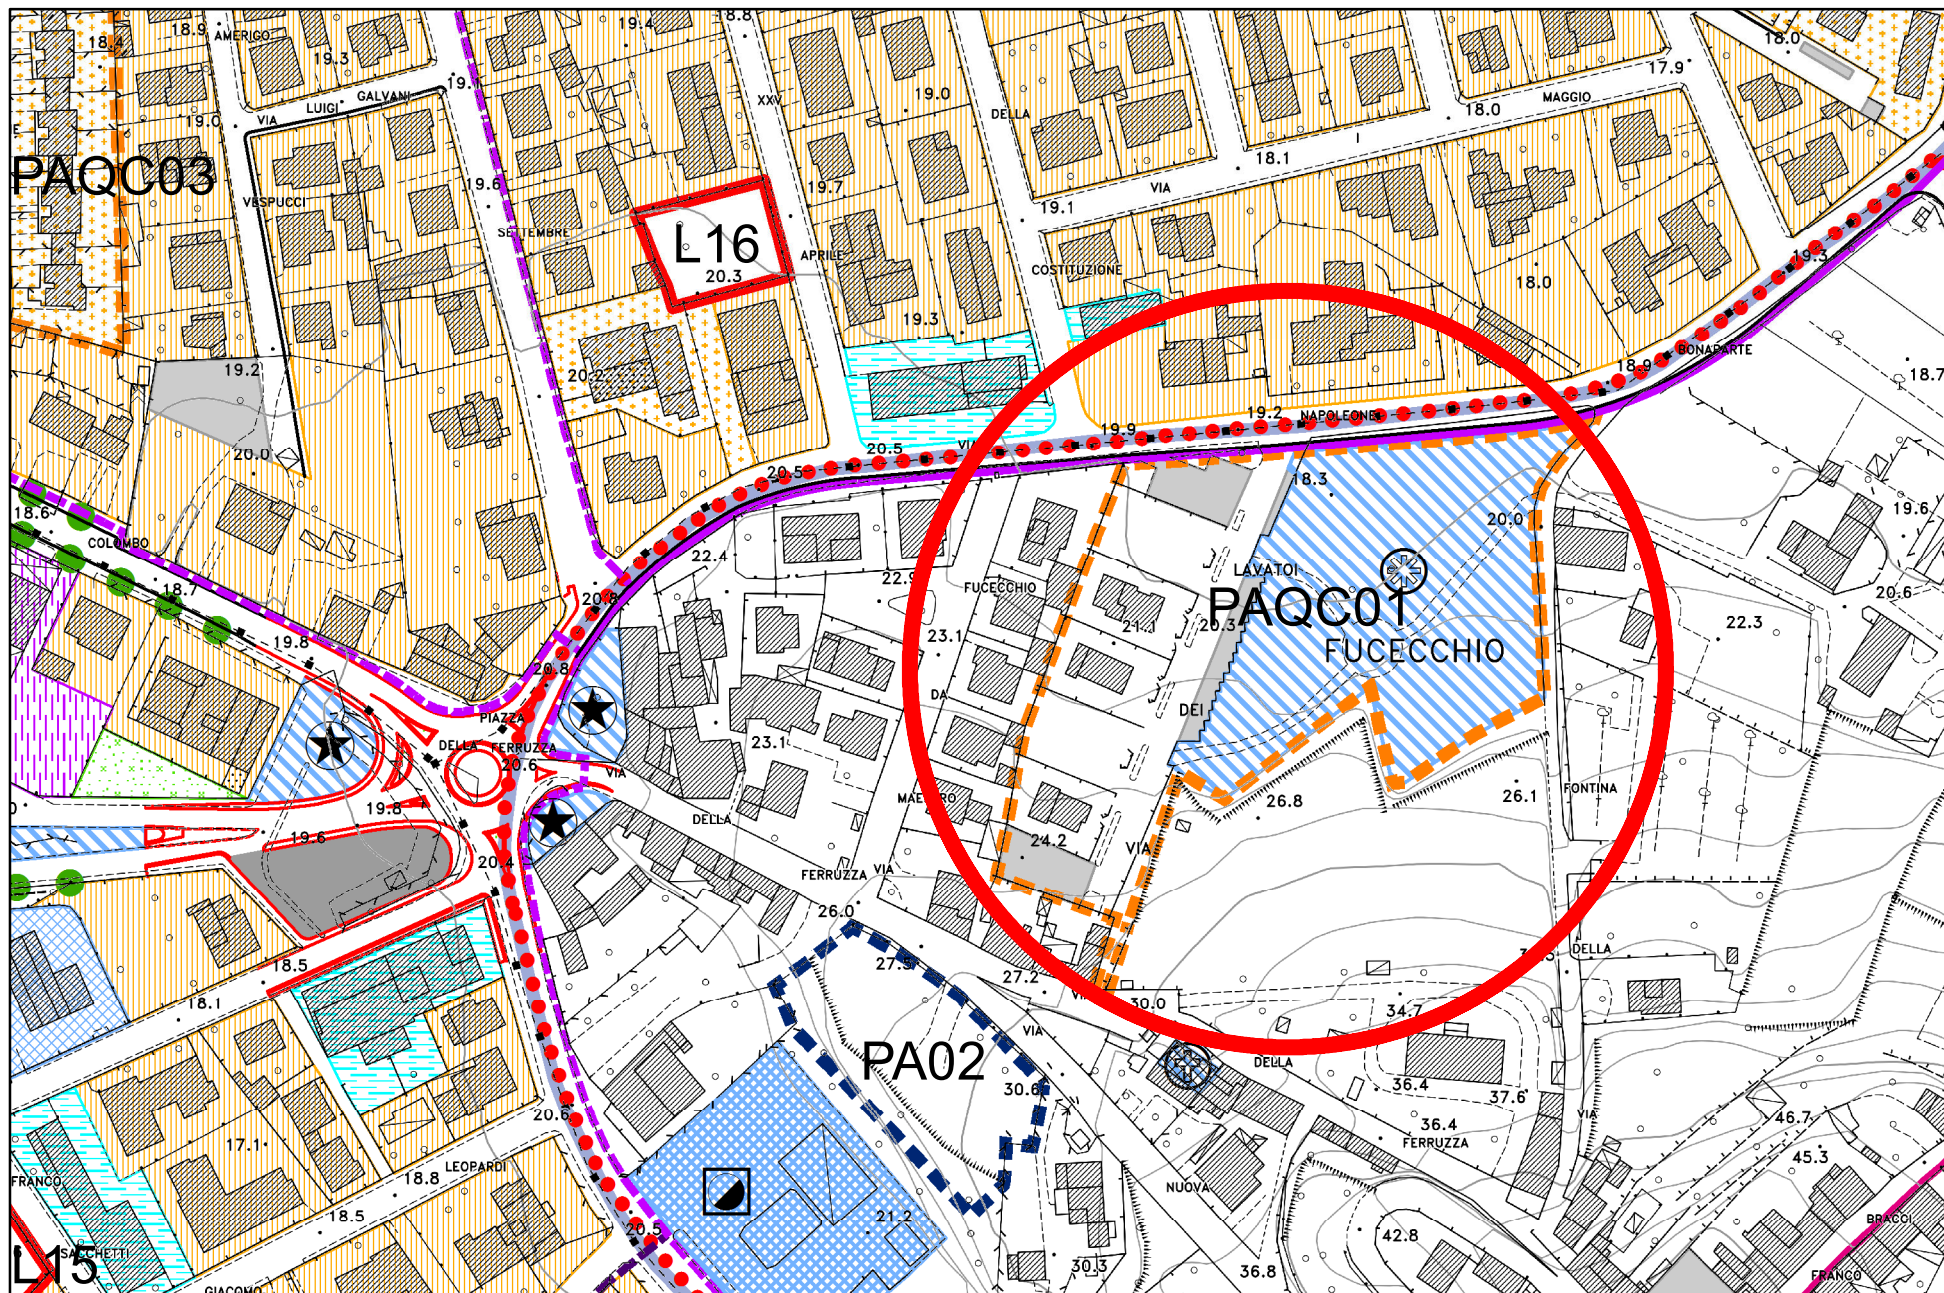 18.4
18.9
AMERIGO
19.3
19.4
18.8
18.0
19.1
GALVANI
LUIGI
VIA
19.0
XXV
19.0
DELLA
17.9
MAGGIO
18.0
I
18.1
VIA
PAQC03
VESPUCCI
19.6
19.7
19.1
SETTEMBRE
L16
20.3
APRILE
COSTITUZIONE
18.0
19.3
19.3
BONAPARTE
18.7
19.2
20.2
18.9
NAPOLEONE
19.2
19.9
VIA
20.5
20.5
20.0
18.3
18.6
COLOMBO
20.0
19.6
22.4
22.9
FUCECCHIO
LAVATOI
PAQC01
20.3
21.1
FUCECCHIO
18.7
20.8
19.8
20.8
23.1
20.6
22.3
DA
DEI
PIAZZA
DELLA
FERRUZZA
20.6
VIA
23.1
MAESTRO
DELLA
26.8
26.1
FONTINA
19.8
19.6
20.4
24.2
VIA
FERRUZZA
VIA
26.0
18.5
18.1
27.2
DELLA
30.0
VIA
34.7
PA02
DELLA
30.6
36.4
37.6
36.4
FERRUZZA
VIA
46.7
45.3
20.6
17.1
LEOPARDI
18.8
FRANCO
18.5
NUOVA
21.2
20.5
42.8
BRACCI
L15
SACCHETTI
30.3
36.8
FRANCO
GIACOMO